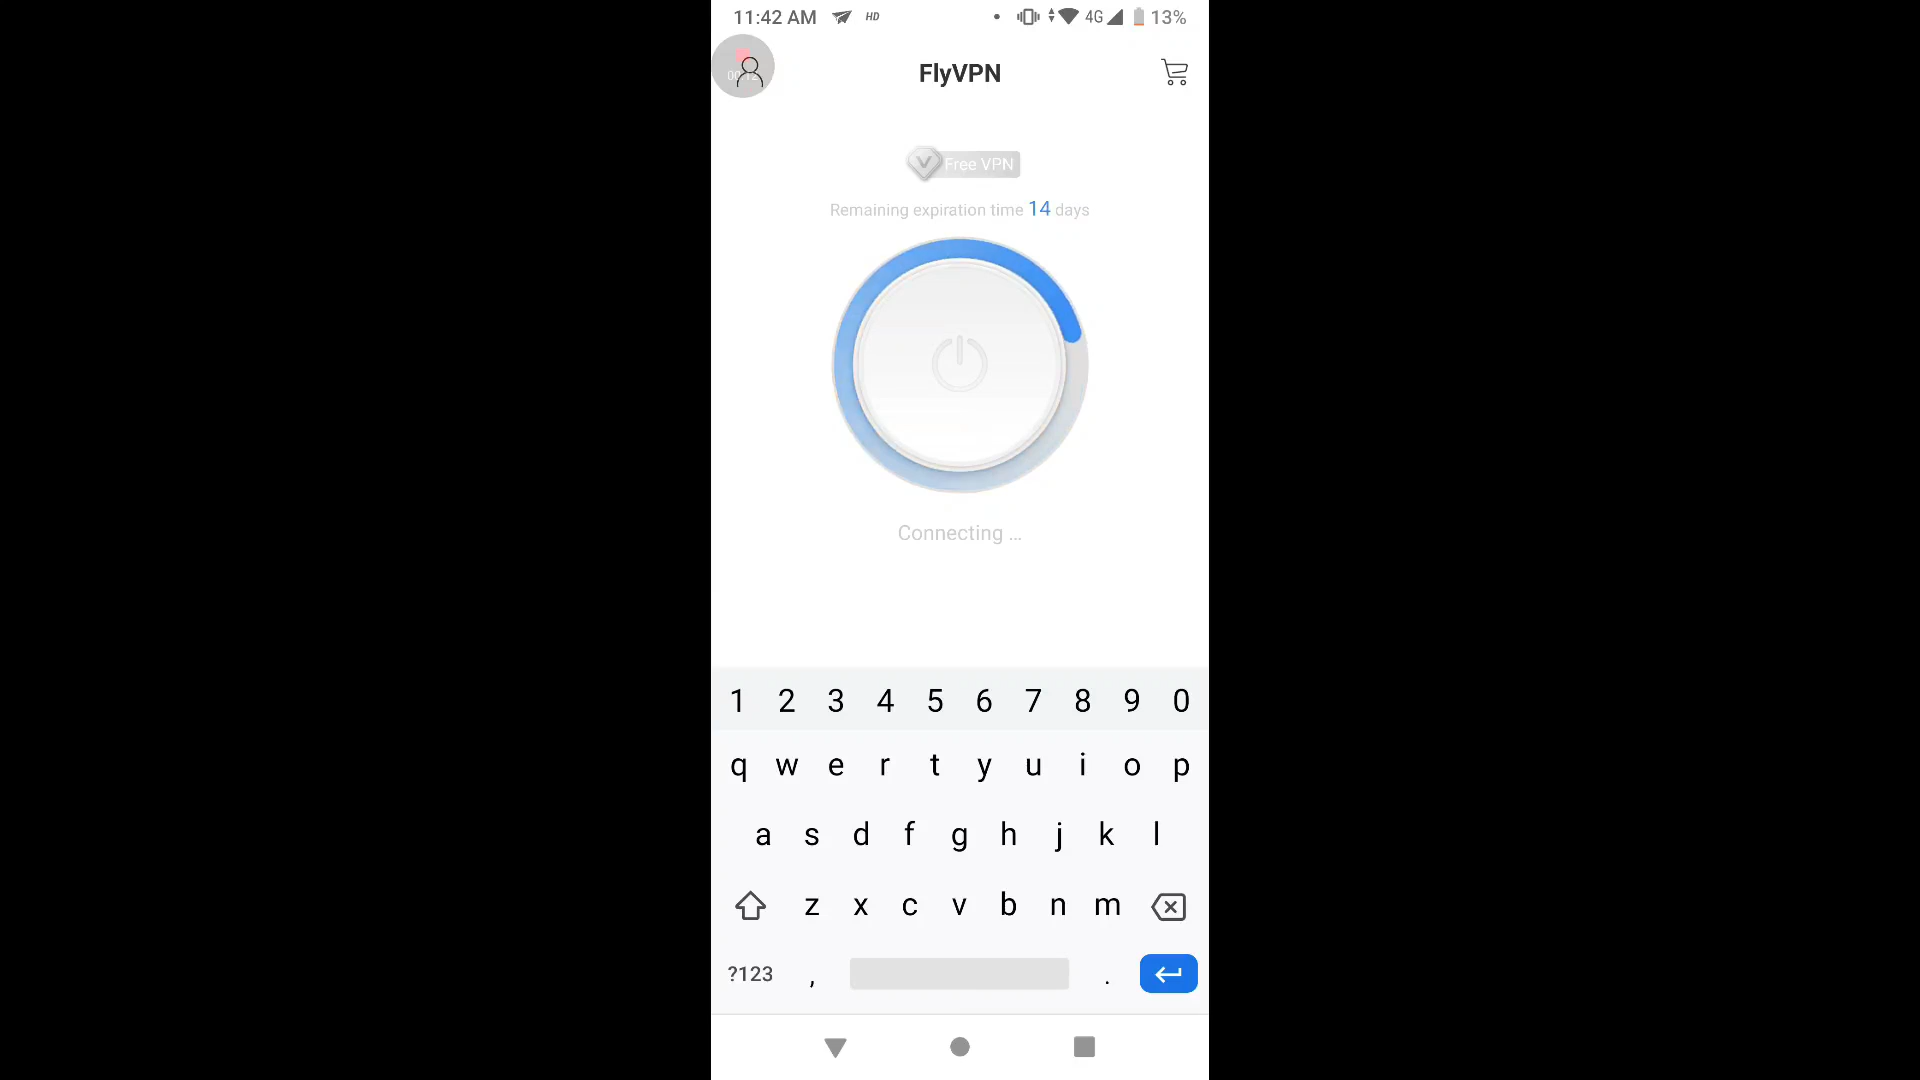 11:42 AM HD 4G 13%
FlyVPN
Free VPN
Remaining expiration time 14 days
Connecting ...
1 2 3 4 5 6 7 8 9 0
q w e r t y u i o p
a s d f g h j k l
z x c v b n m
?123 , .